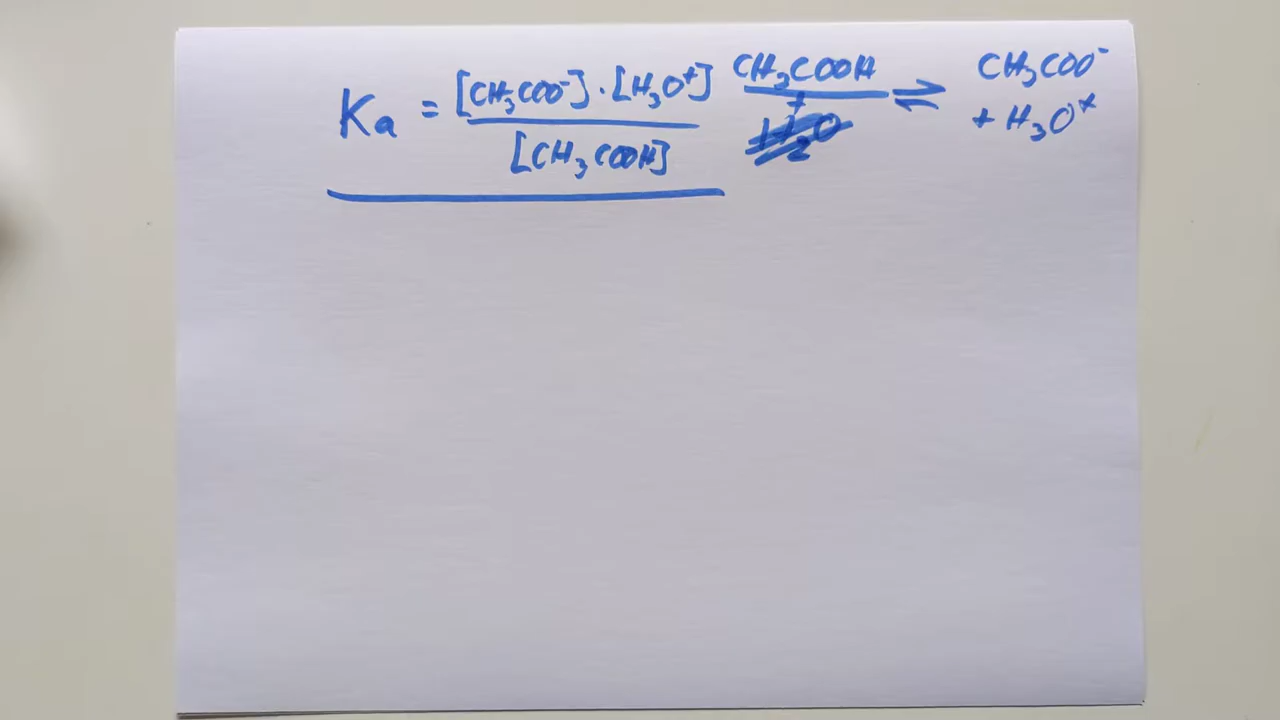 Ka = [CH₃COO⁻]·[H₃O⁺] / [CH₃COOH]
CH₃COOH + H₂O ⇌ CH₃COO⁻ + H₃O⁺